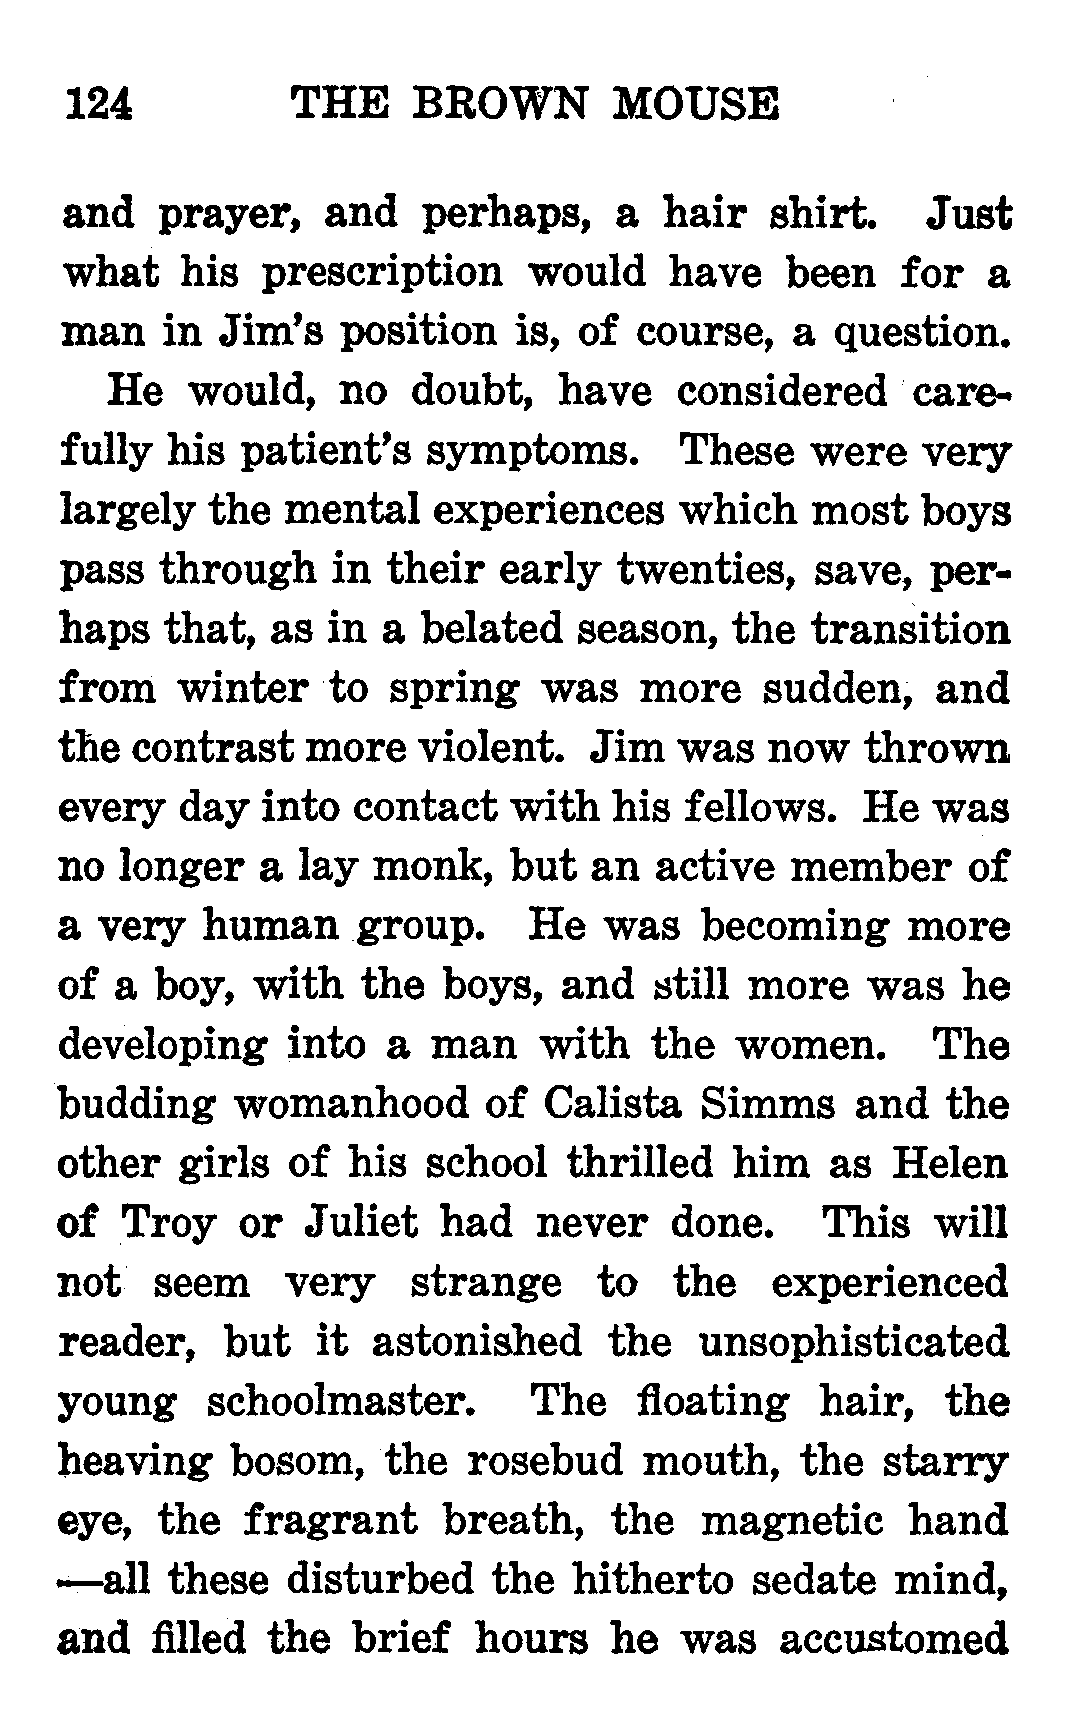 124 THE BROWN MOUSE
and prayer, and perhaps, a hair shirt. Just
what his prescription would have been for a
man in Jim's position is, of course, a question.
He would, no doubt, have considered care-
fully his patient's symptoms. These were very
largely the mental experiences which most boys
pass through in their early twenties, save, per-
haps that, as in a belated season, the transition
from winter to spring was more sudden, and
the contrast more violent. Jim was now thrown
every day into contact with his fellows. He was
no longer a lay monk, but an active member of
a very human group. He was becoming more
of a boy, with the boys, and still more was he
developing into a man with the women. The
budding womanhood of Calista Simms and the
other girls of his school thrilled him as Helen
of Troy or Juliet had never done. This will
not seem very strange to the experienced
reader, but it astonished the unsophisticated
young schoolmaster. The floating hair, the
heaving bosom, the rosebud mouth, the starry
eye, the fragrant breath, the magnetic hand
—all these disturbed the hitherto sedate mind,
and filled the brief hours he was accustomed